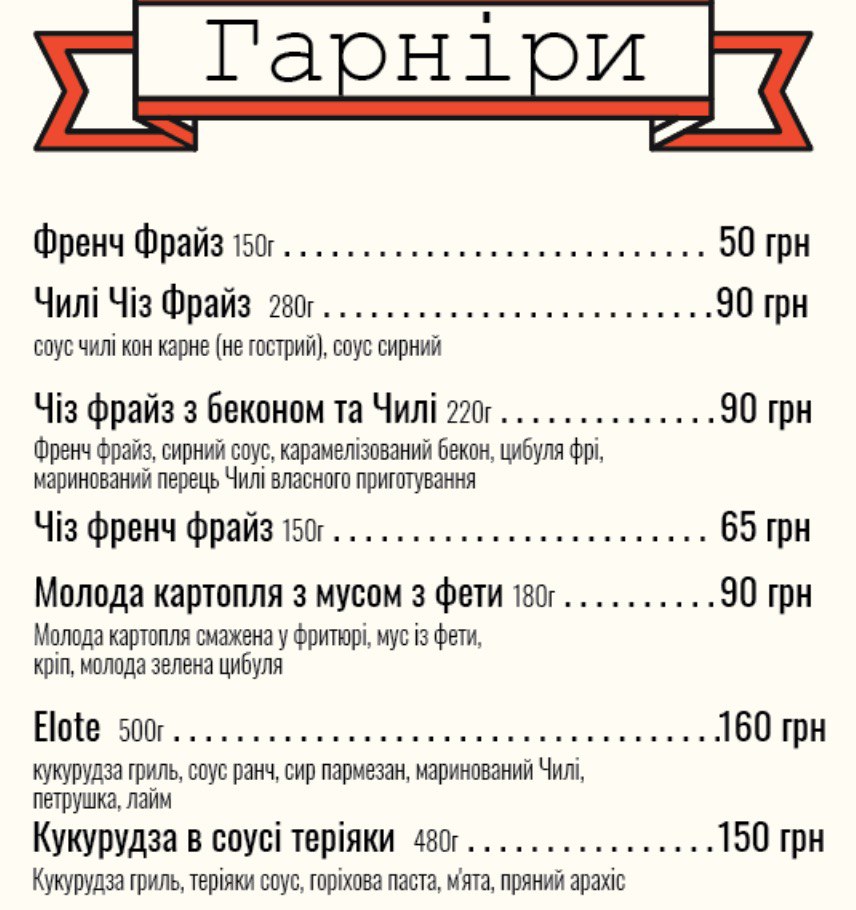 Гарніри
Френч Фрайз 150г . . . . . . . . . . . . . . . . . . . . . . . . . . . 50 грн
Чилі Чіз Фрайз 280г . . . . . . . . . . . . . . . . . . . . . . . . .90 грн
соус чилі кон карне (не гострий), соус сирний
Чіз фрайз з беконом та Чилі 220г . . . . . . . . . . . . . .90 грн
Френч фрайз, сирний соус, карамелізований бекон, цибуля фрі,
маринований перець Чилі власного приготування
Чіз френч фрайз 150г . . . . . . . . . . . . . . . . . . . . . . . . 65 грн
Молода картопля з мусом з фети 180г . . . . . . . . . .90 грн
Молода картопля смажена у фритюрі, мус із фети,
кріп, молода зелена цибуля
Elote 500г . . . . . . . . . . . . . . . . . . . . . . . . . . . . . . . . . . .160 грн
кукурудза гриль, соус ранч, сир пармезан, маринований Чилі,
петрушка, лайм
Кукурудза в соусі теріяки 480г . . . . . . . . . . . . . . . .150 грн
Кукурудза гриль, теріяки соус, горіхова паста, м'ята, пряний арахіс